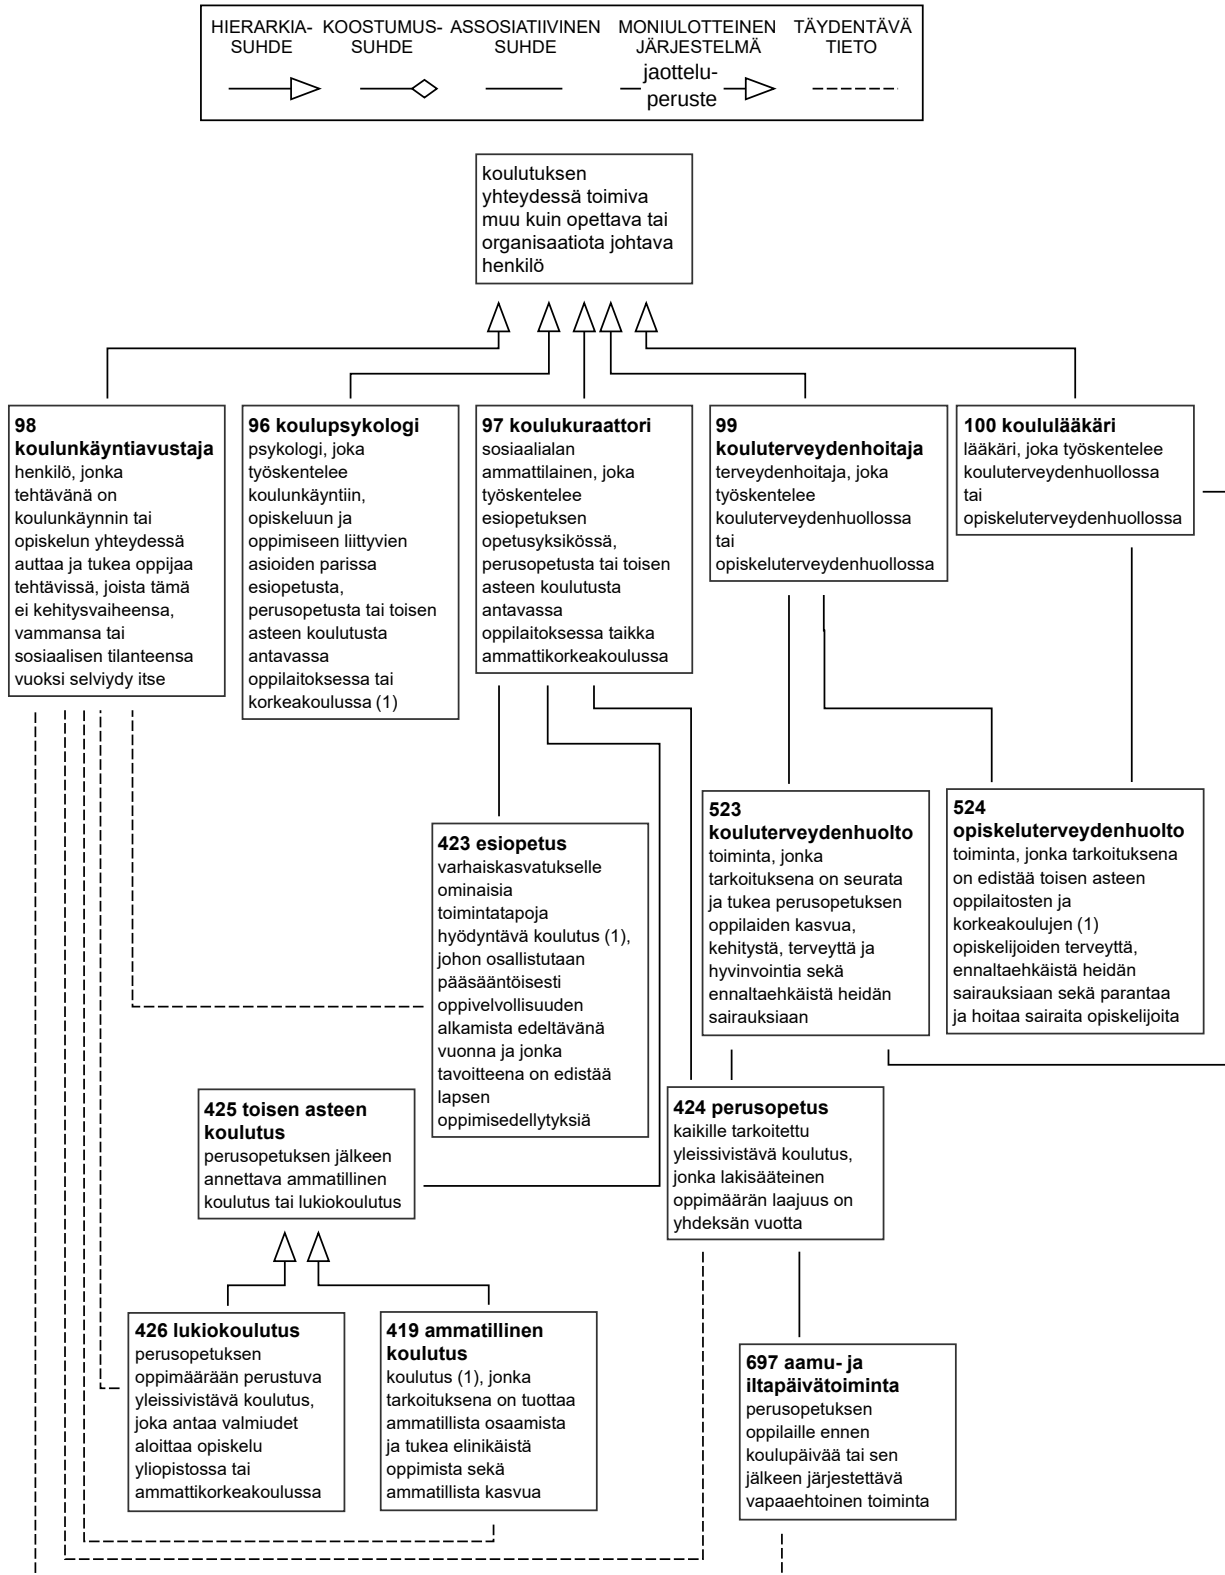 HIERARKIA-
SUHDE
KOOSTUMUS-
SUHDE
ASSOSIATIIVINEN
SUHDE
MONIULOTTEINEN
JÄRJESTELMÄ
jaottelu-
peruste
TÄYDENTÄVÄ
TIETO
koulutuksen
yhteydessä toimiva
muu kuin opettava tai
organisaatiota johtava
henkilö
98
koulunkäyntiavustaja
henkilö, jonka
tehtävänä on
koulunkäynnin tai
opiskelun yhteydessä
auttaa ja tukea oppijaa
tehtävissä, joista tämä
ei kehitysvaiheensa,
vammansa tai
sosiaalisen tilanteensa
vuoksi selviydy itse
96 koulupsykologi
psykologi, joka
työskentelee
koulunkäyntiin,
opiskeluun ja
oppimiseen liittyvien
asioiden parissa
esiopetusta,
perusopetusta tai toisen
asteen koulutusta
antavassa
oppilaitoksessa tai
korkeakoulussa (1)
97 koulukuraattori
sosiaalialan
ammattilainen, joka
työskentelee
esiopetuksen
opetusyksikössä,
perusopetusta tai toisen
asteen koulutusta
antavassa
oppilaitoksessa taikka
ammattikorkeakoulussa
99
kouluterveydenhoitaja
terveydenhoitaja, joka
työskentelee
kouluterveydenhuollossa
tai
opiskeluterveydenhuollossa
100 koululääkäri
lääkäri, joka työskentelee
kouluterveydenhuollossa
tai
opiskeluterveydenhuollossa
423 esiopetus
varhaiskasvatukselle
ominaisia
toimintatapoja
hyödyntävä koulutus (1),
johon osallistutaan
pääsääntöisesti
oppivelvollisuuden
alkamista edeltävänä
vuonna ja jonka
tavoitteena on edistää
lapsen
oppimisedellytyksiä
523
kouluterveydenhuolto
toiminta, jonka
tarkoituksena on seurata
ja tukea perusopetuksen
oppilaiden kasvua,
kehitystä, terveyttä ja
hyvinvointia sekä
ennaltaehkäistä heidän
sairauksiaan
524
opiskeluterveydenhuolto
toiminta, jonka tarkoituksena
on edistää toisen asteen
oppilaitosten ja
korkeakoulujen (1)
opiskelijoiden terveyttä,
ennaltaehkäistä heidän
sairauksiaan sekä parantaa
ja hoitaa sairaita opiskelijoita
425 toisen asteen
koulutus
perusopetuksen jälkeen
annettava ammatillinen
koulutus tai lukiokoulutus
424 perusopetus
kaikille tarkoitettu
yleissivistävä koulutus,
jonka lakisääteinen
oppimäärän laajuus on
yhdeksän vuotta
426 lukiokoulutus
perusopetuksen
oppimäärään perustuva
yleissivistävä koulutus,
joka antaa valmiudet
aloittaa opiskelu
yliopistossa tai
ammattikorkeakoulussa
419 ammatillinen
koulutus
koulutus (1), jonka
tarkoituksena on tuottaa
ammatillista osaamista
ja tukea elinikäistä
oppimista sekä
ammatillista kasvua
697 aamu- ja
iltapäivätoiminta
perusopetuksen
oppilaille ennen
koulupäivää tai sen
jälkeen järjestettävä
vapaaehtoinen toiminta